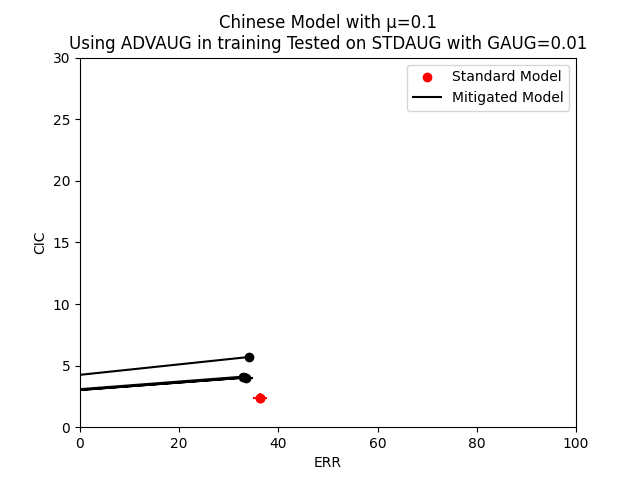 Chinese Model with μ=0.1
Using ADVAUG in training Tested on STDAUG with GAUG=0.01
30
25
20
15
10
5
0
CIC
Standard Model
Mitigated Model
0 20 40 60 80 100
ERR